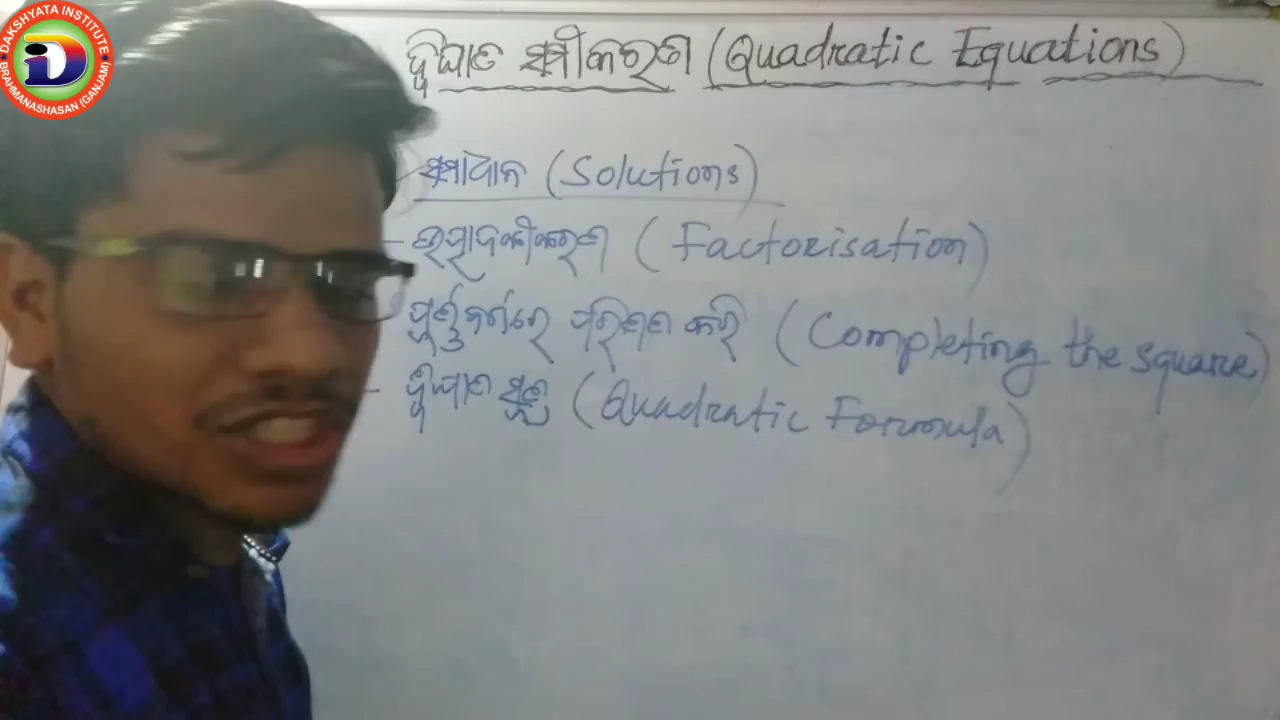 DAKSHYATA INSTITUTE
BRAHMANASHASAN (GANJAM)
iD
ଦ୍ୱିଘାତ ସମୀକରଣ (Quadratic Equations)
ସମାଧାନ (Solutions)
ଉତ୍ପାଦକୀକରଣ (Factorisation)
ପୂର୍ଣ୍ଣବର୍ଗରେ ପରିଣତ କରି (Completing the square)
ଦ୍ୱିଘାତ ସୂତ୍ର (Quadratic Formula)